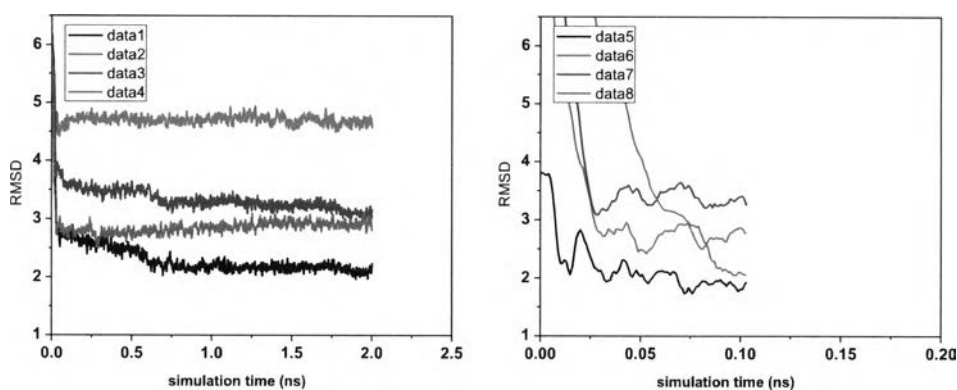 6
5
4
3
2
1
RMSD
data1
data2
data3
data4
0.0 0.5 1.0 1.5 2.0 2.5
simulation time (ns)
6
5
4
3
2
1
RMSD
data5
data6
data7
data8
0.00 0.05 0.10 0.15 0.20
simulation time (ns)